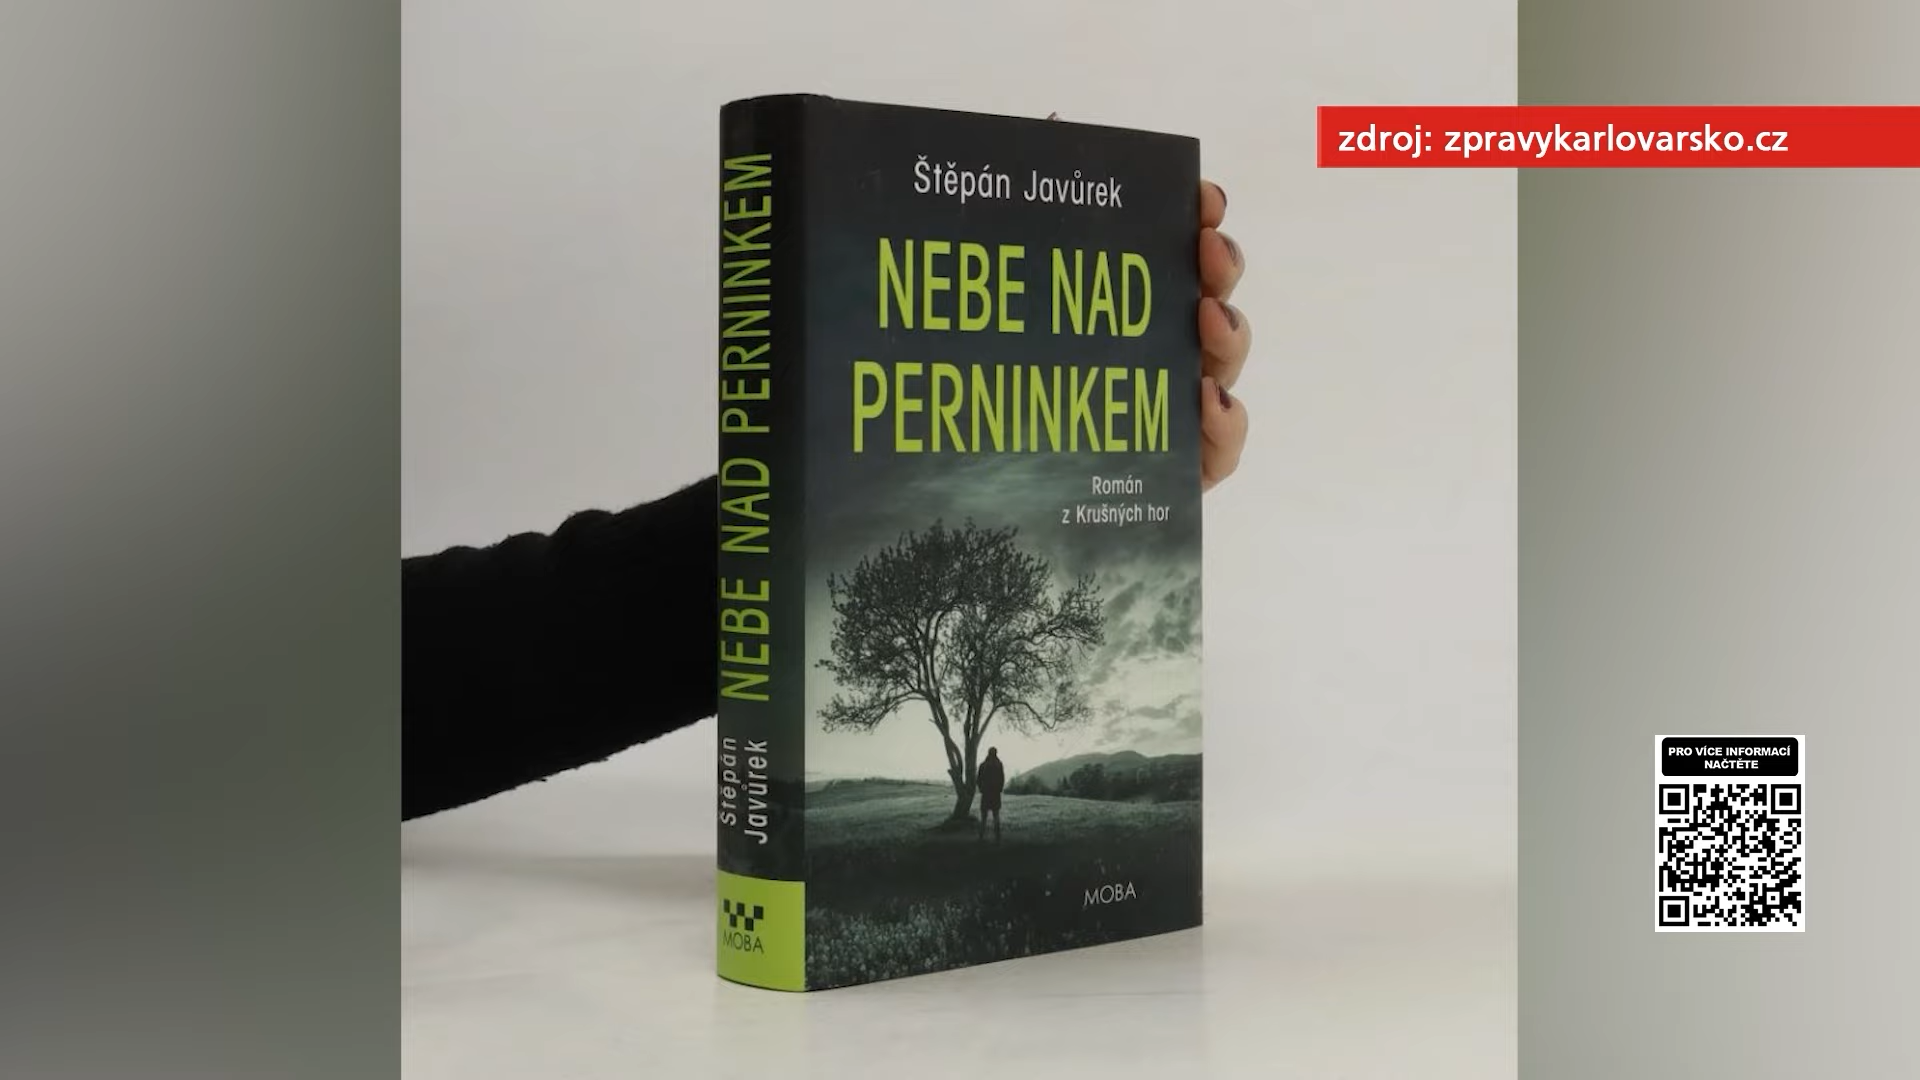 zdroj: zpravykarlovarsko.cz
Štěpán Javůrek
NEBE NAD
PERNINKEM
Román
z Krušných hor
MOBA
NEBE NAD PERNINKEM
Štěpán
Javůrek
MOBA
PRO VÍCE INFORMACÍ
NAČTĚTE